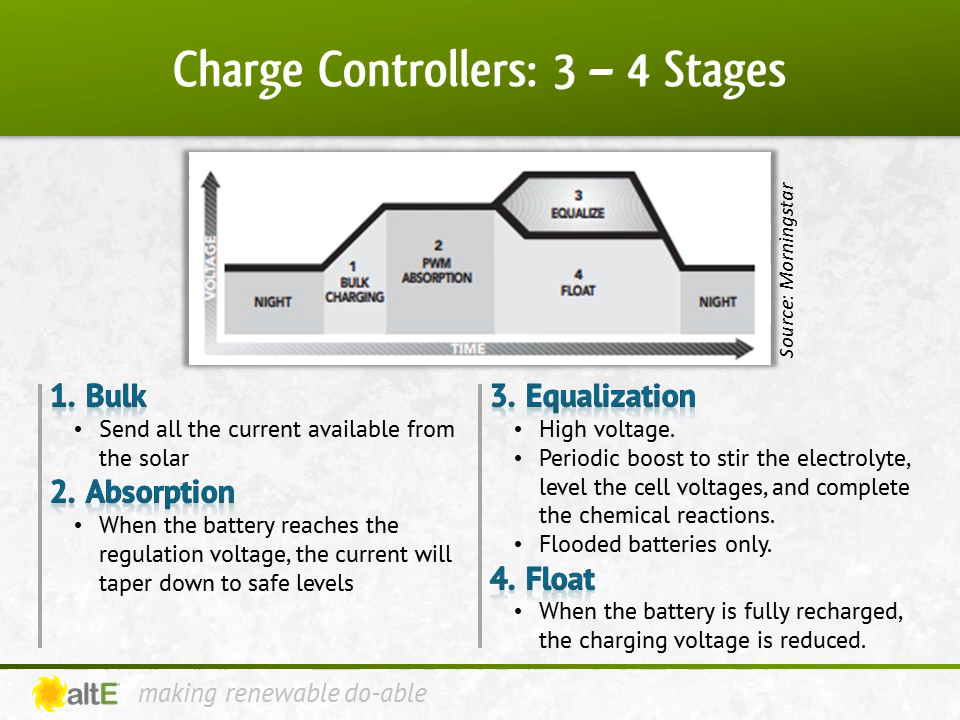 Charge Controllers: 3 – 4 Stages
VOLTAGE
NIGHT
1
BULK
CHARGING
2
PWM
ABSORPTION
3
EQUALIZE
4
FLOAT
NIGHT
TIME
Source: Morningstar
1. Bulk
• Send all the current available from
the solar
2. Absorption
• When the battery reaches the
regulation voltage, the current will
taper down to safe levels
3. Equalization
• High voltage.
• Periodic boost to stir the electrolyte,
level the cell voltages, and complete
the chemical reactions.
• Flooded batteries only.
4. Float
• When the battery is fully recharged,
the charging voltage is reduced.
altE making renewable do-able